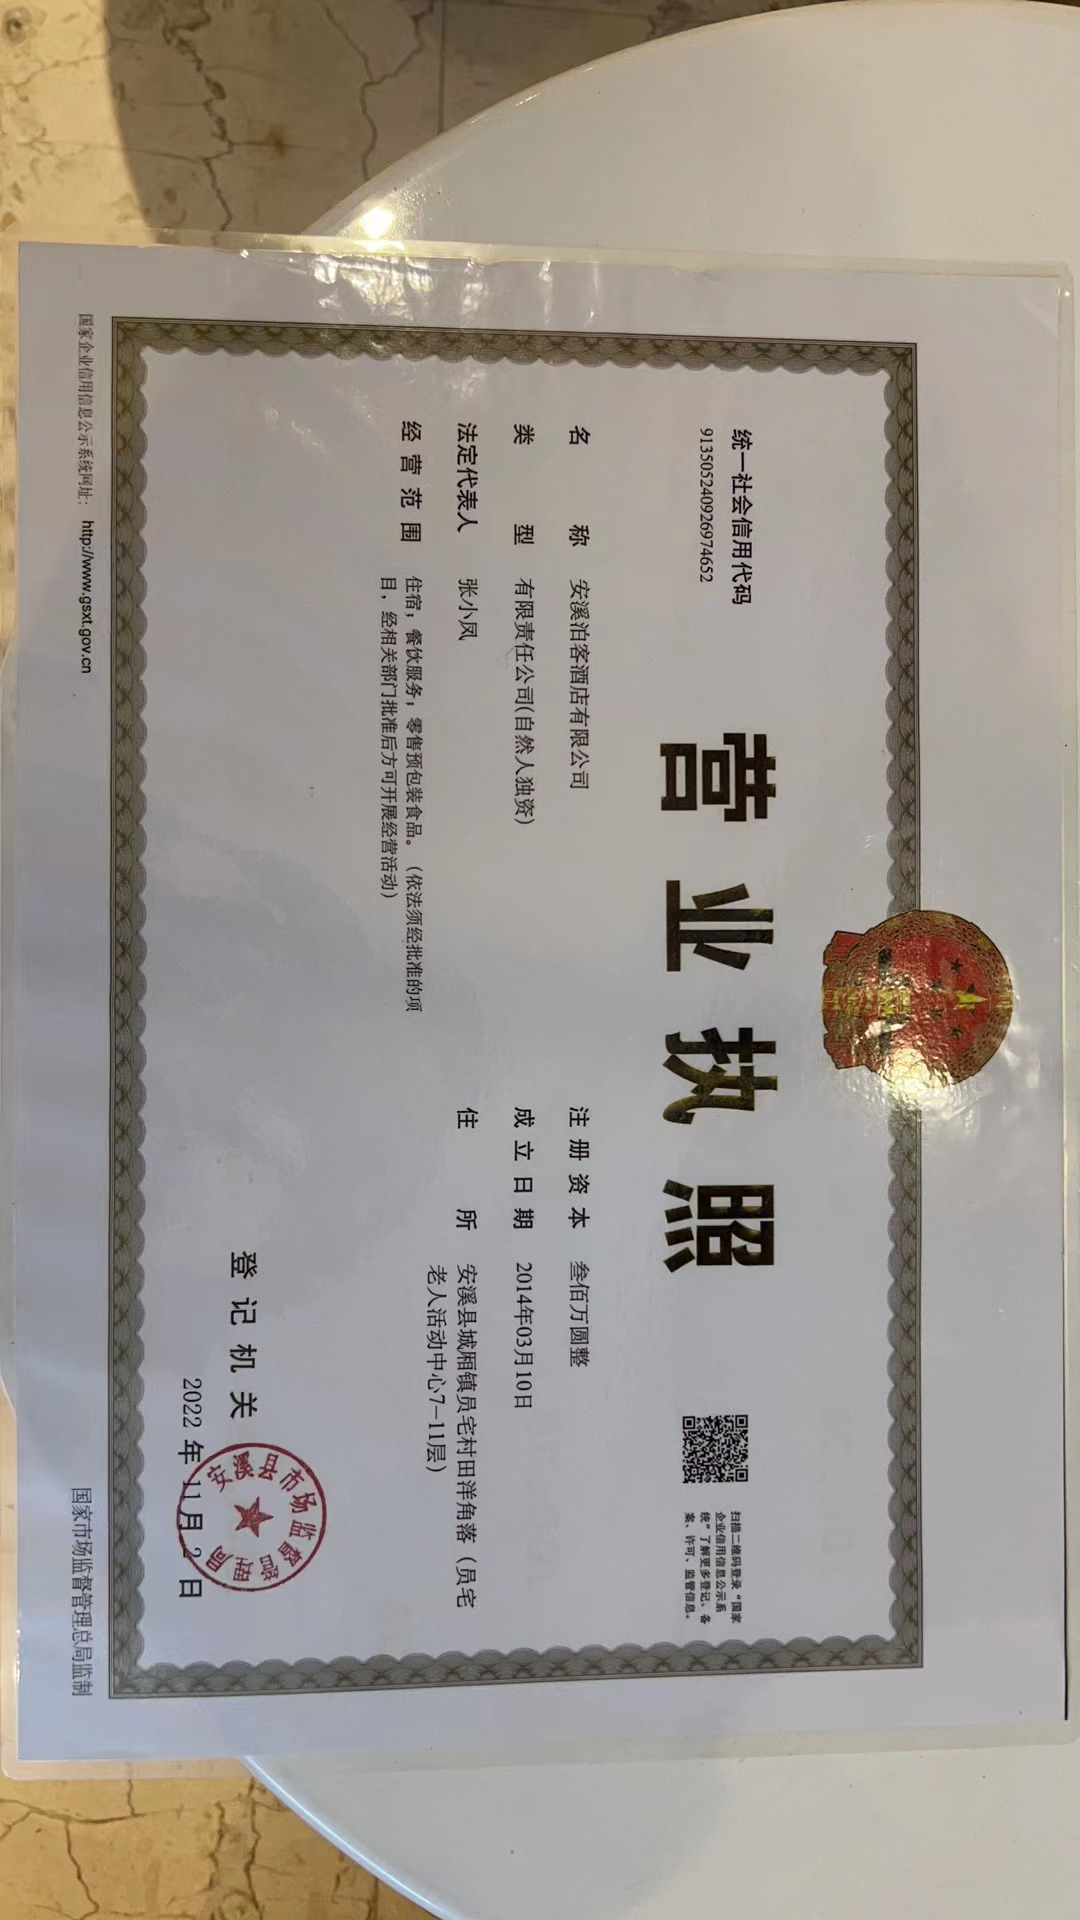 统一社会信用代码
913505240926974652
营业执照
扫描二维码登录“国家
企业信用信息公示系
统”了解更多登记、备
案、许可、监管信息。
名称 安溪泊客酒店有限公司
类型 有限责任公司(自然人独资)
法定代表人 张小凤
经营范围 住宿；餐饮服务；零售预包装食品。（依法须经批准的项
目，经相关部门批准后方可开展经营活动）
注册资本 叁佰万圆整
成立日期 2014年03月10日
住所 安溪县城厢镇员宅村田洋角落（员宅
老人活动中心7-11层）
登记机关
安溪县市场监督管理局
2022年11月2日
国家企业信用信息公示系统网址：http://www.gsxt.gov.cn
国家市场监督管理总局监制